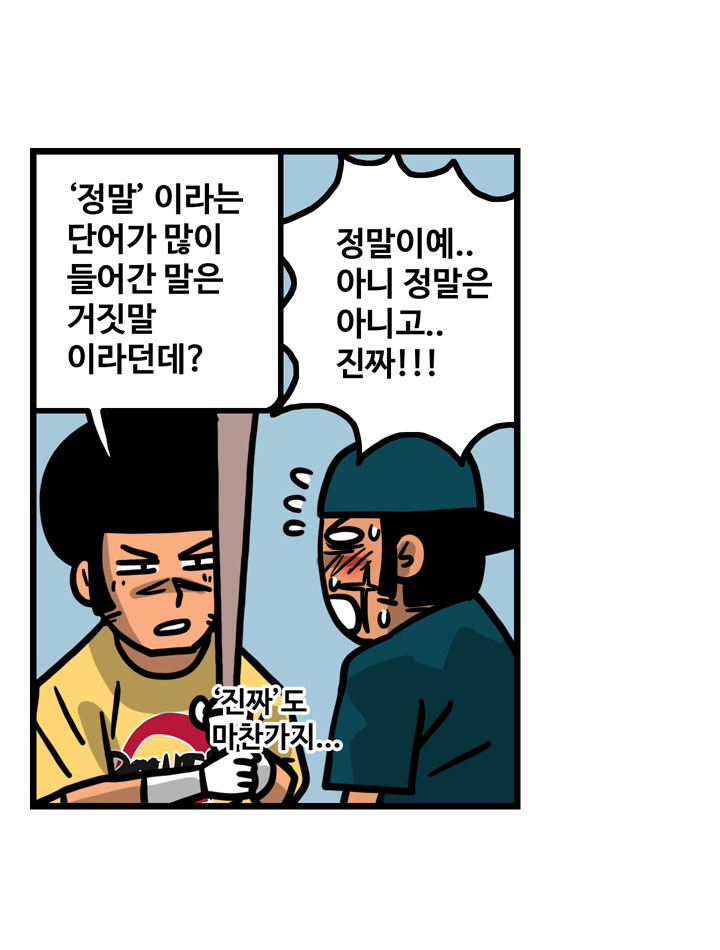 ‘정말’ 이라는
단어가 많이
들어간 말은
거짓말
이라던데?
정말이예..
아니 정말은
아니고..
진짜!!!
‘진짜’도
마찬가지...